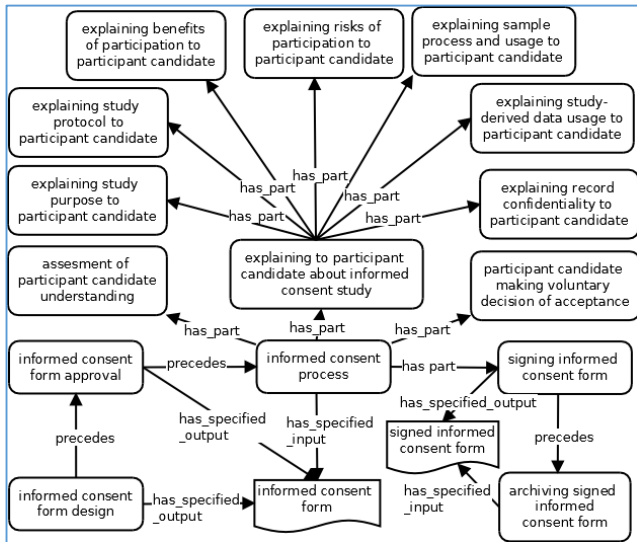 explaining benefits
of participation to
participant candidate
explaining risks of
participation to
participant candidate
explaining sample
process and usage to
participant candidate
explaining study
protocol to
participant candidate
explaining study-
derived data usage to
participant candidate
has_part
has_part
has_part
has_part
has_part
explaining study
purpose to
participant candidate
has_part
has_part
explaining record
confidentiality to
participant candidate
assesment of
participant candidate
understanding
explaining to participant
candidate about informed
consent study
participant candidate
making voluntary
decision of acceptance
has_part
has_part
has_part
informed consent
form approval
precedes
informed consent
process
has part
signing informed
consent form
has_specified
_output
has_specified
_input
has_specified_output
precedes
signed informed
consent form
precedes
informed consent
form design
has_specified
_output
informed consent
form
has_specified
_input
archiving signed
informed
consent form